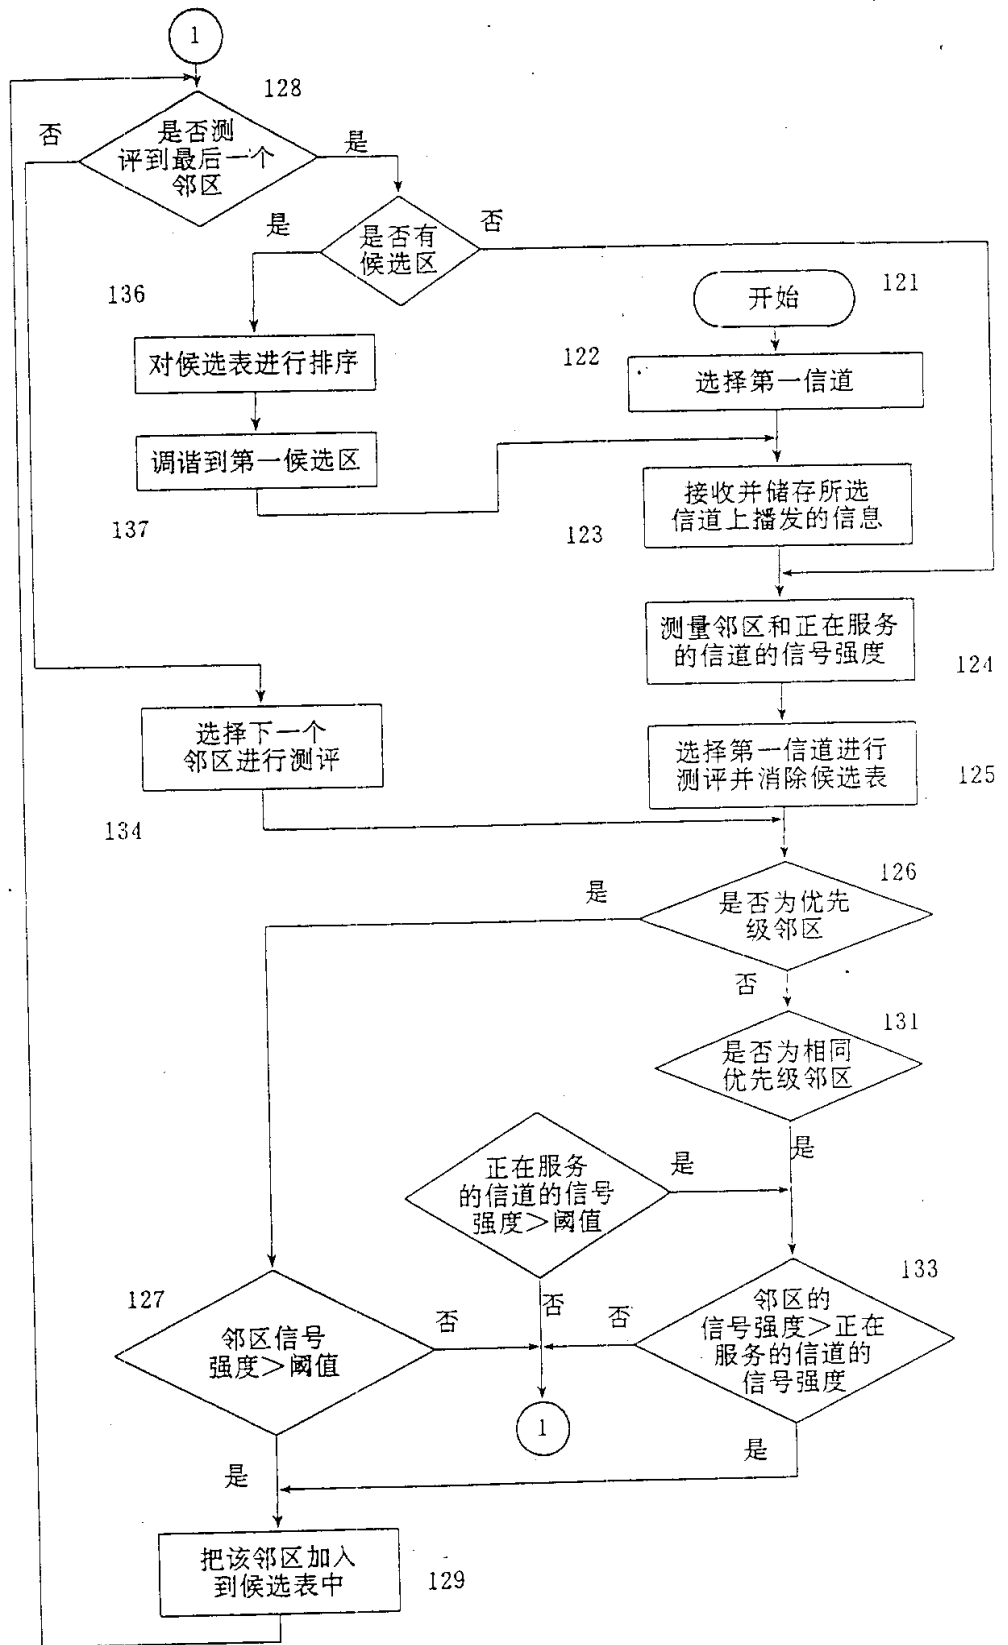 1
128
否
是否测
评到最后一个
邻区
是
是
是否有
候选区
否
136
开始
121
对候选表进行排序
122
选择第一信道
调谐到第一候选区
137
接收并储存所选
信道上播发的信息
123
测量邻区和正在服务
的信道的信号强度
124
选择下一个
邻区进行测评
选择第一信道进行
测评并消除候选表
125
134
126
是
是否为优先
级邻区
否
131
是否为相同
优先级邻区
是
正在服务
的信道的信号
强度＞阈值
是
133
127
邻区信号
强度＞阈值
否
否
否
邻区的
信号强度＞正在
服务的信道的
信号强度
1
是
是
把该邻区加入
到候选表中
129